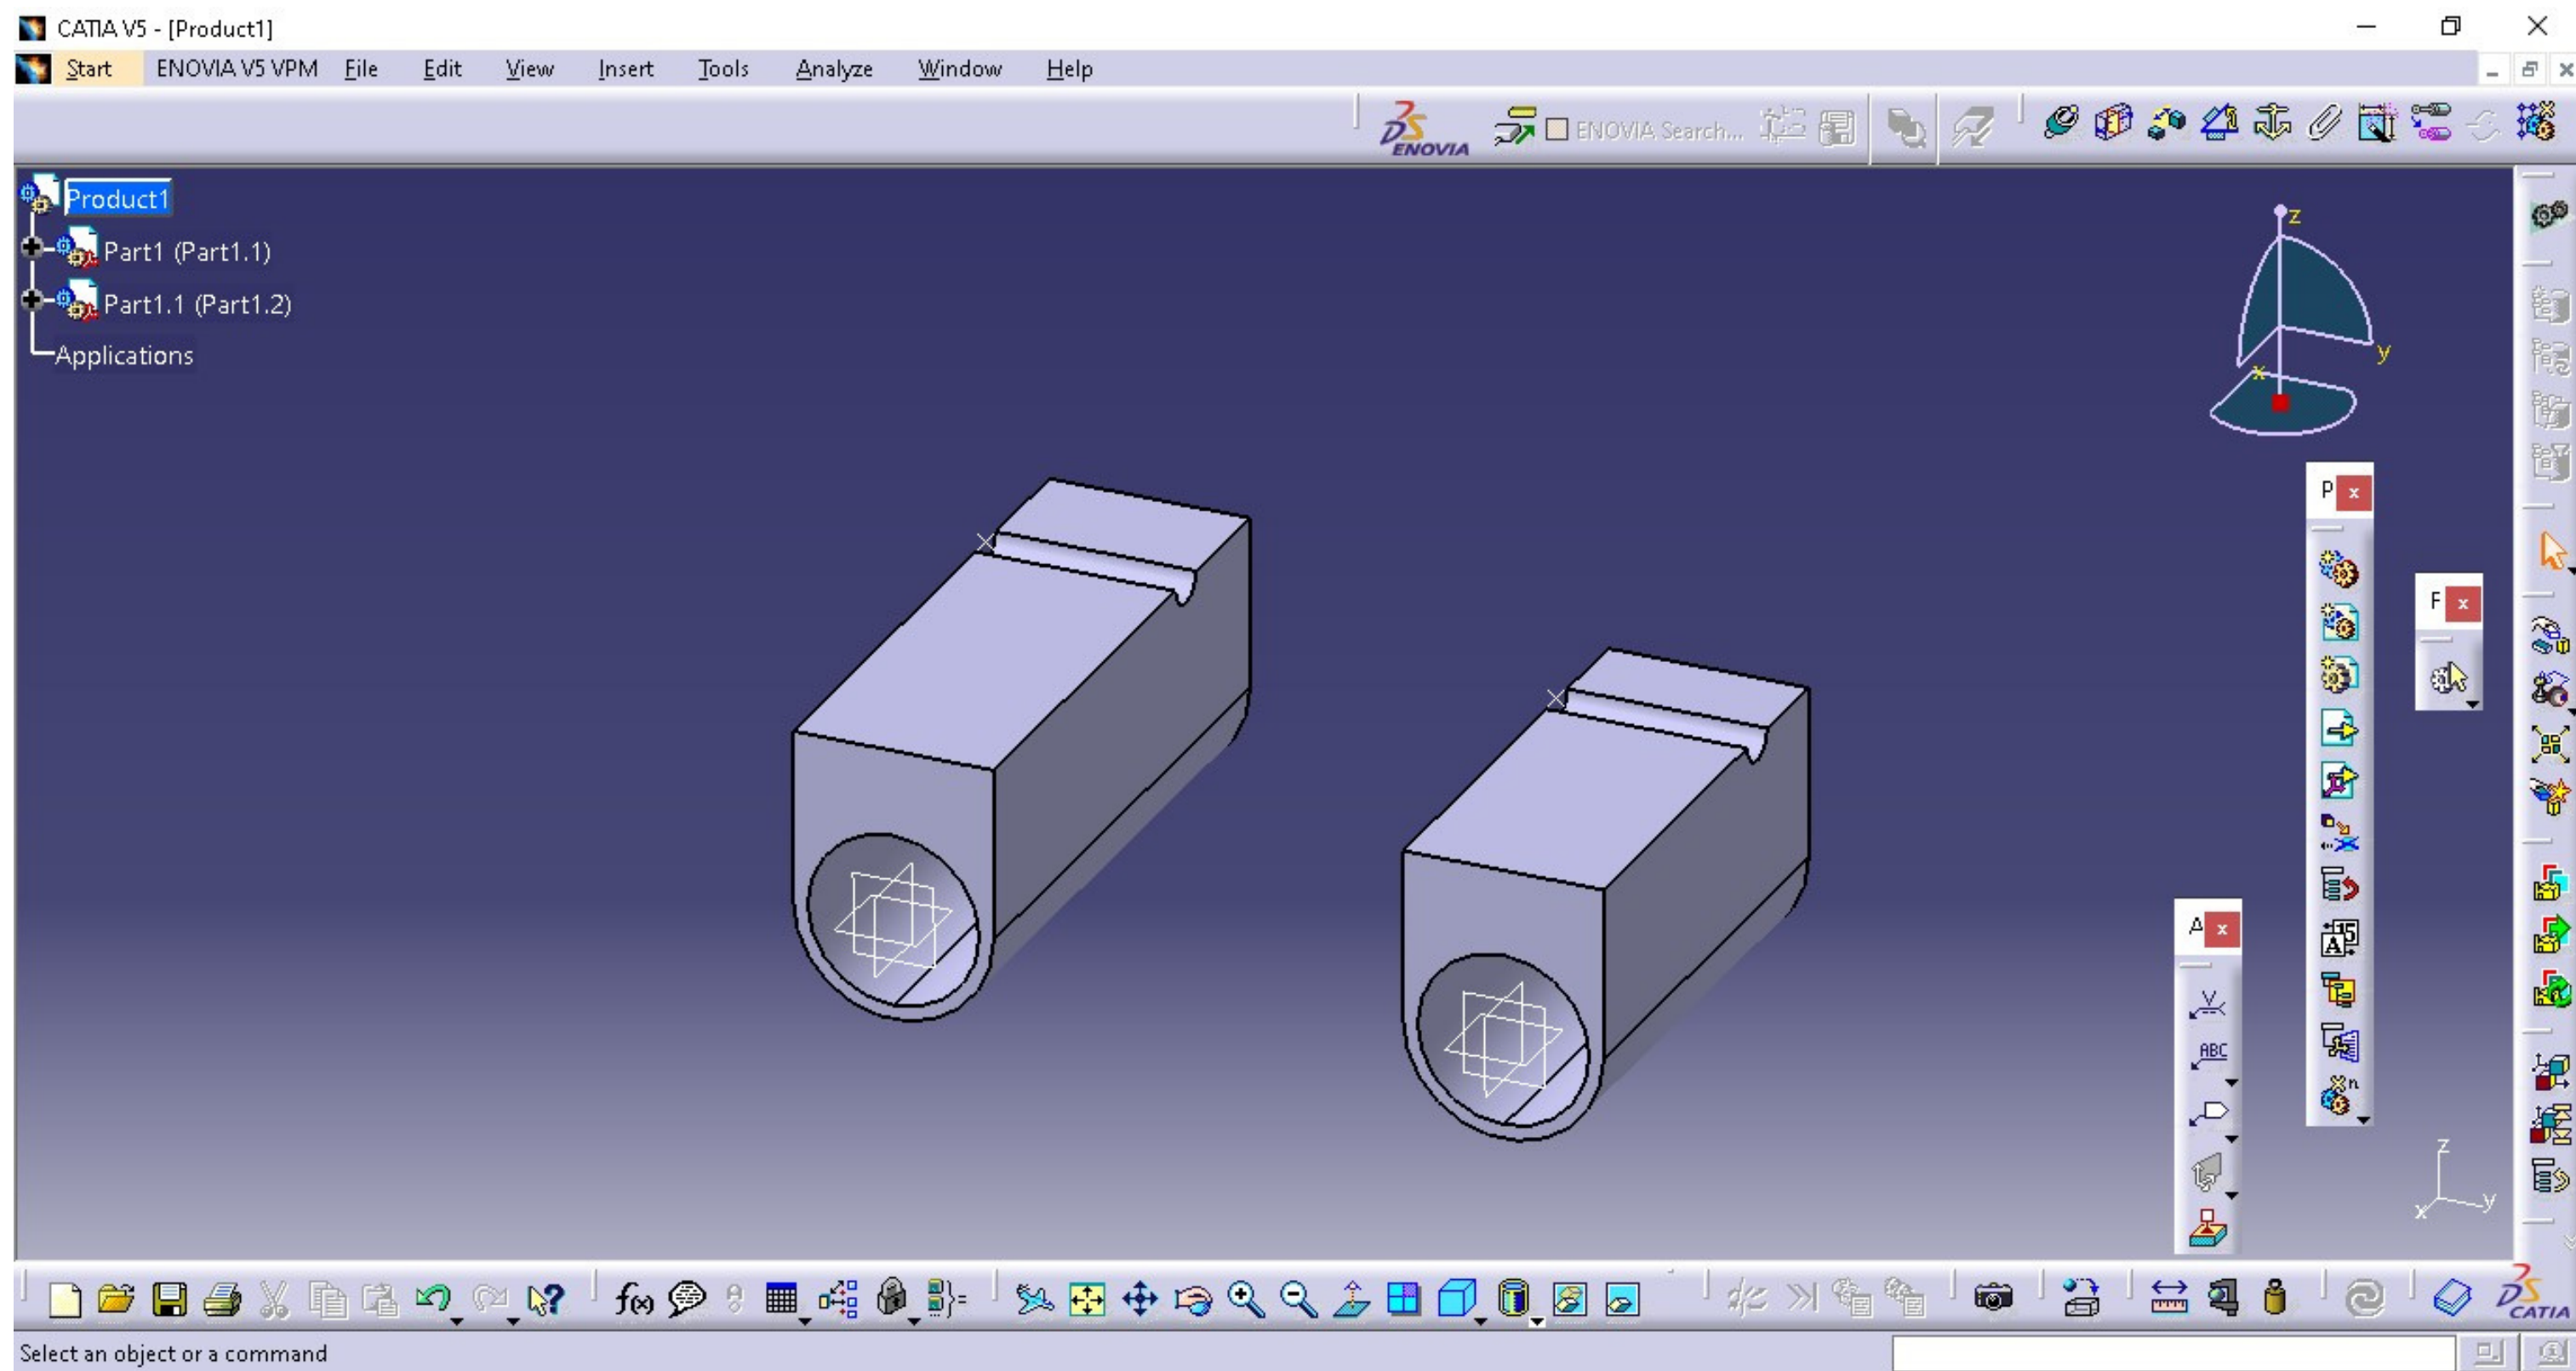 CATIA V5 - [Product1]
Start ENOVIA V5 VPM File Edit View Insert Tools Analyze Window Help
ENOVIA
ENOVIA Search...
Product1
Part1 (Part1.1)
Part1.1 (Part1.2)
Applications
z
y
x
P x
F x
A x
15
A
V
ABC
n
z
x y
f(x)
?
CATIA
Select an object or a command